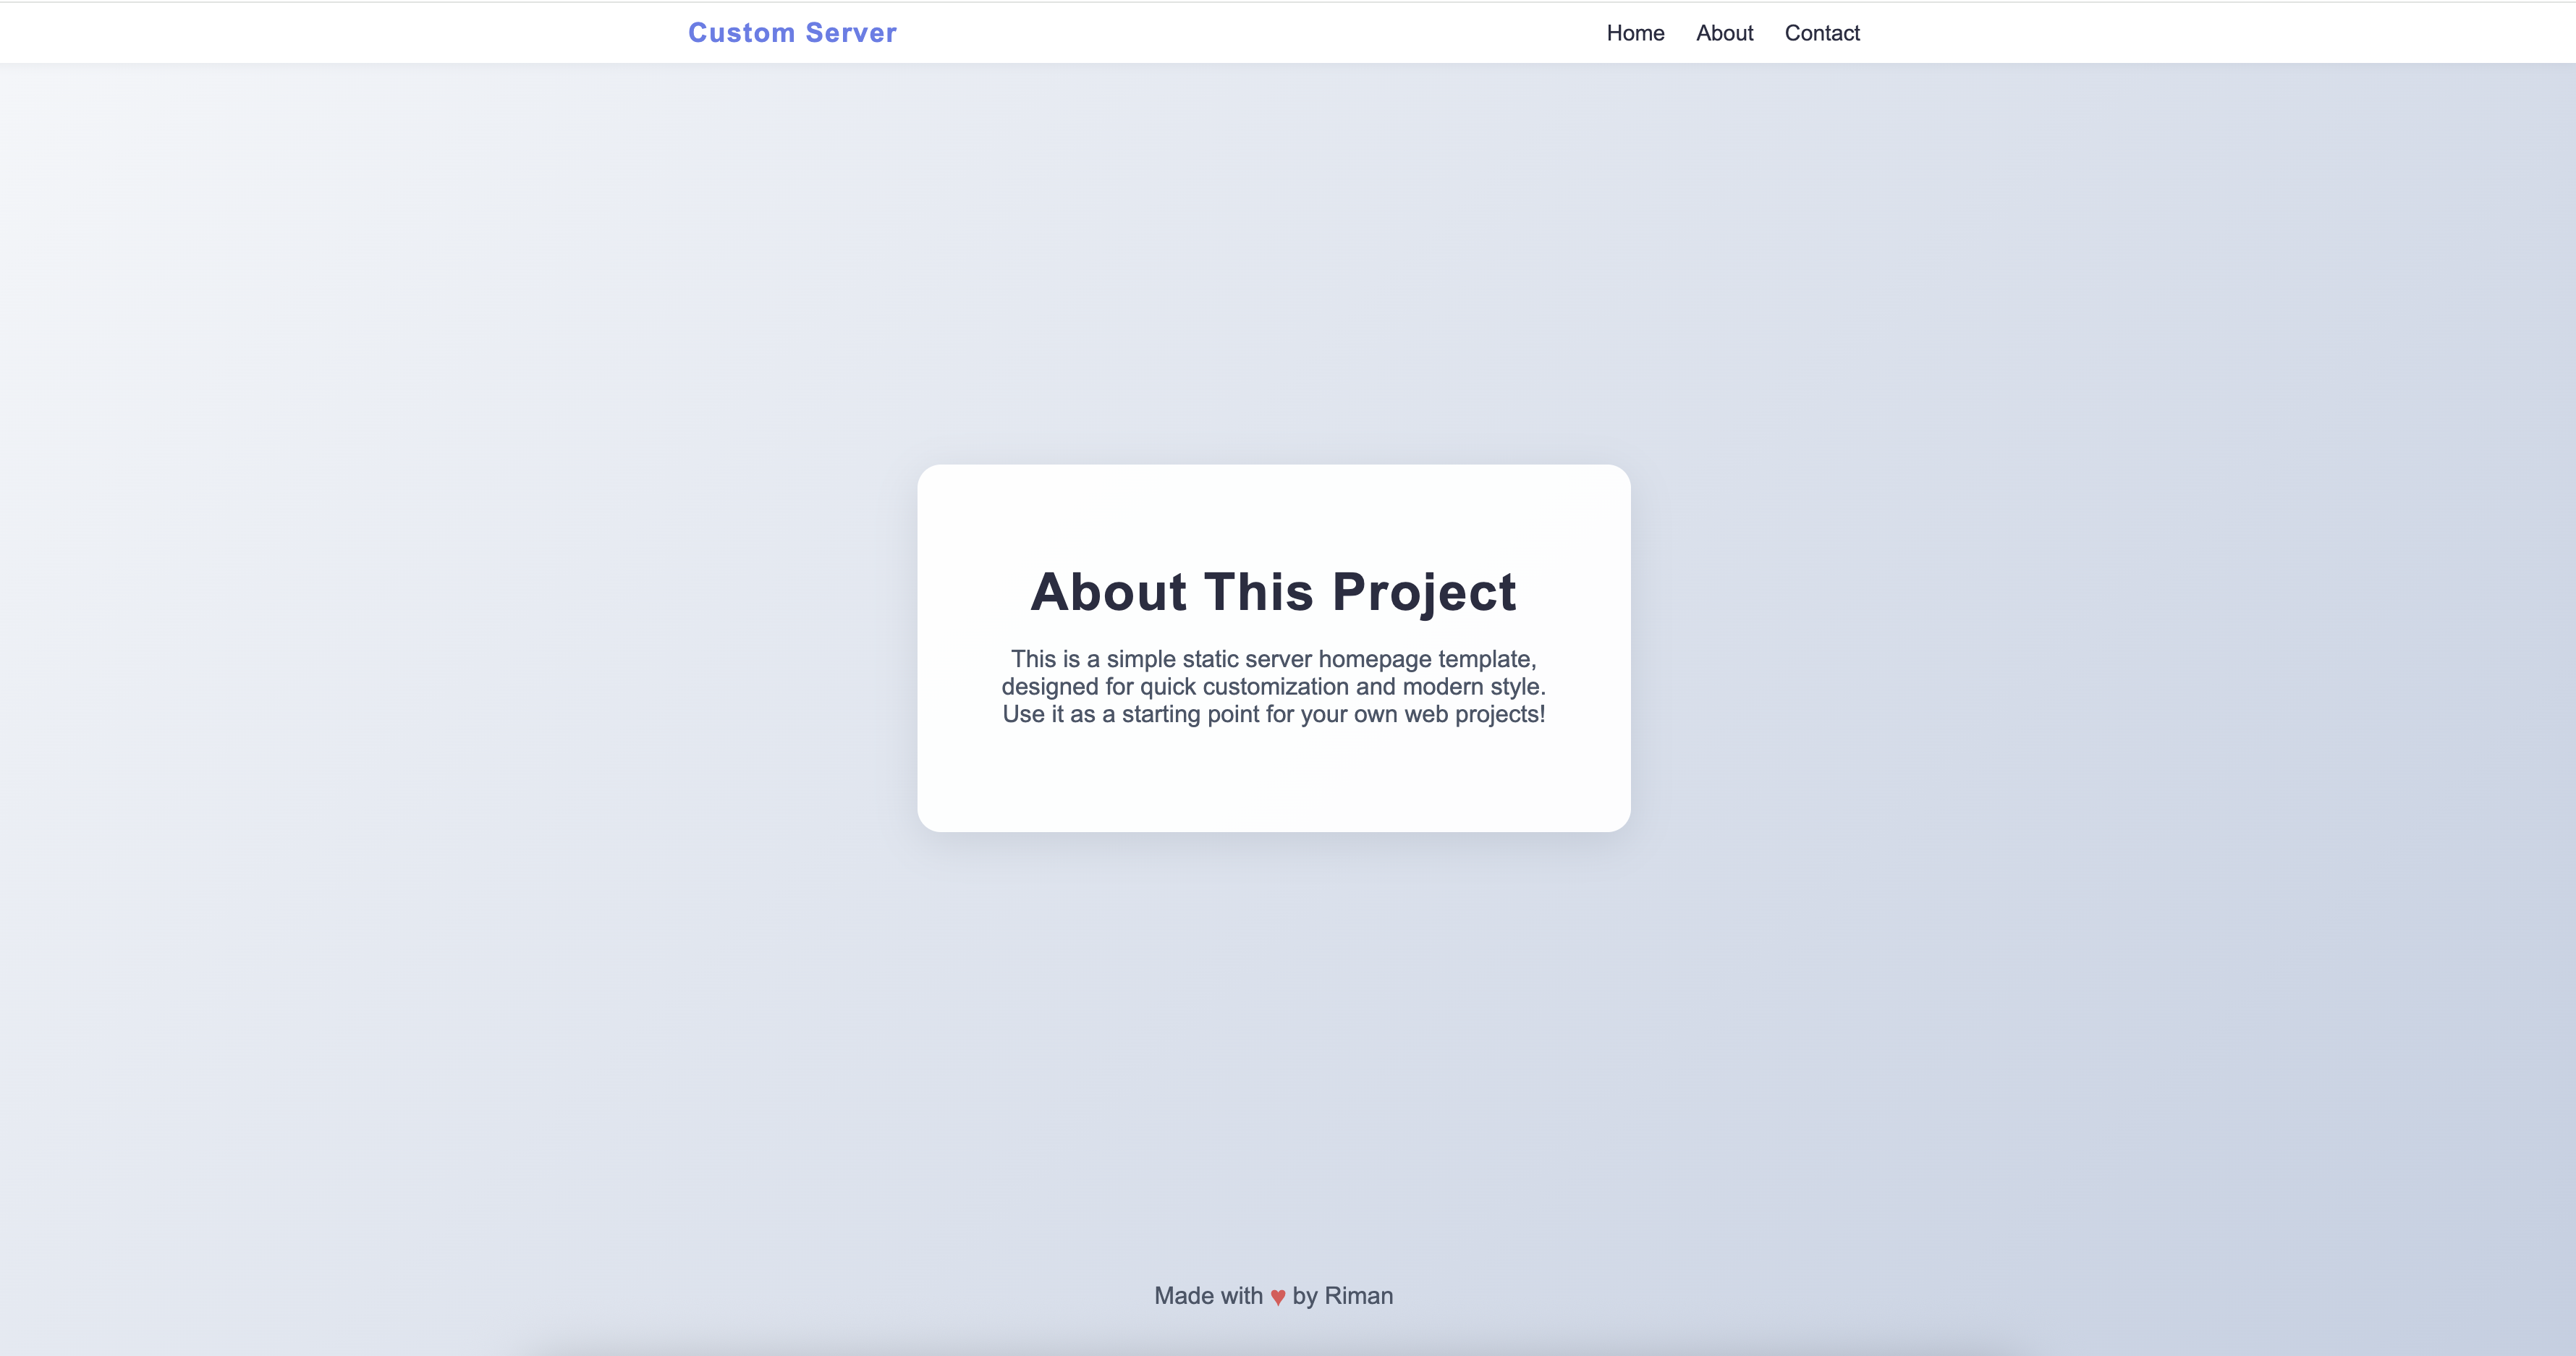 Custom Server
Home About Contact
About This Project
This is a simple static server homepage template,
designed for quick customization and modern style.
Use it as a starting point for your own web projects!
Made with ♥ by Riman